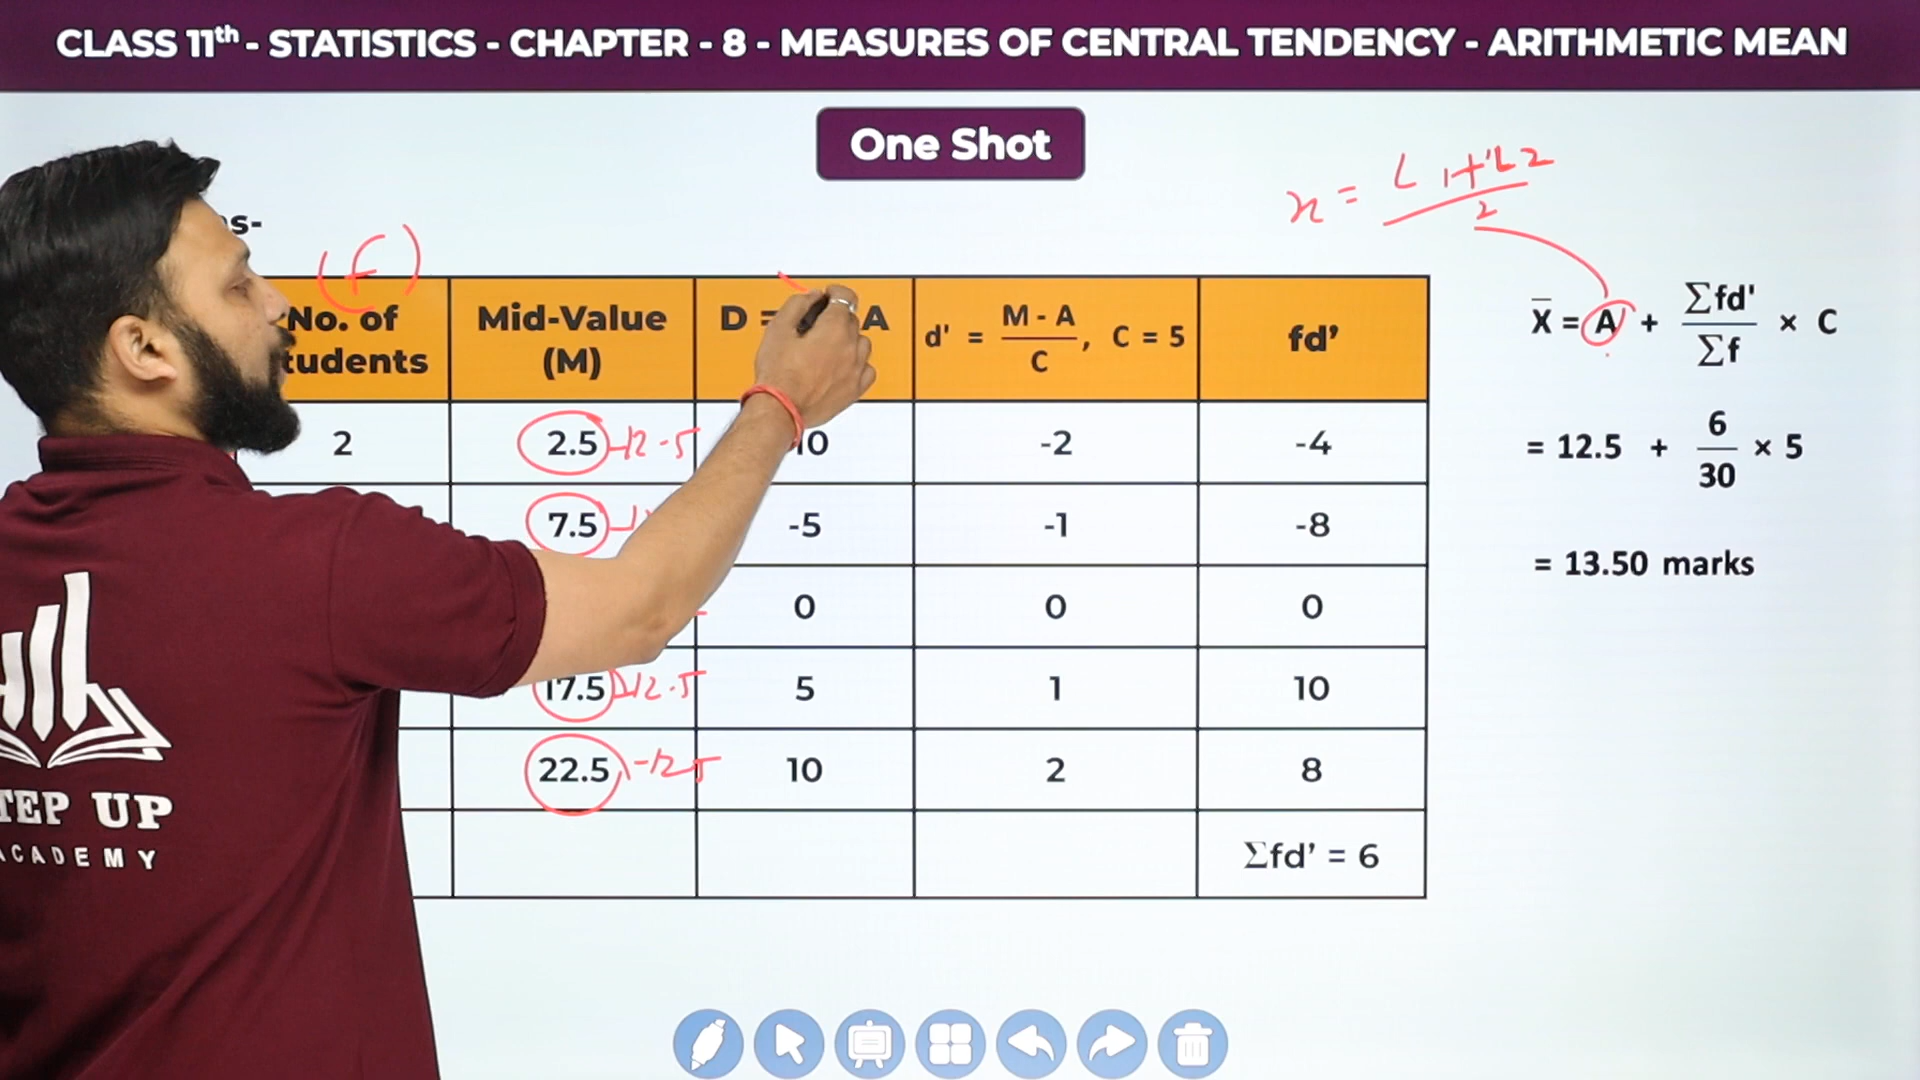 CLASS 11th - STATISTICS - CHAPTER - 8 - MEASURES OF CENTRAL TENDENCY - ARITHMETIC MEAN
One Shot
s-
(f)
x = L1+L2 / 2
No. of
tudents
Mid-Value
(M)
D = A
d' = M - A / C , C = 5
fd’
2 2.5 -12.5 -10 -2 -4
7.5 -5 -1 -8
0 0 0
17.5 -12.5 5 1 10
22.5 -12.5 10 2 8
Σfd’ = 6
X̅ = A + Σfd' / Σf × C
= 12.5 + 6 / 30 × 5
= 13.50 marks
TEP UP
ACADEMY